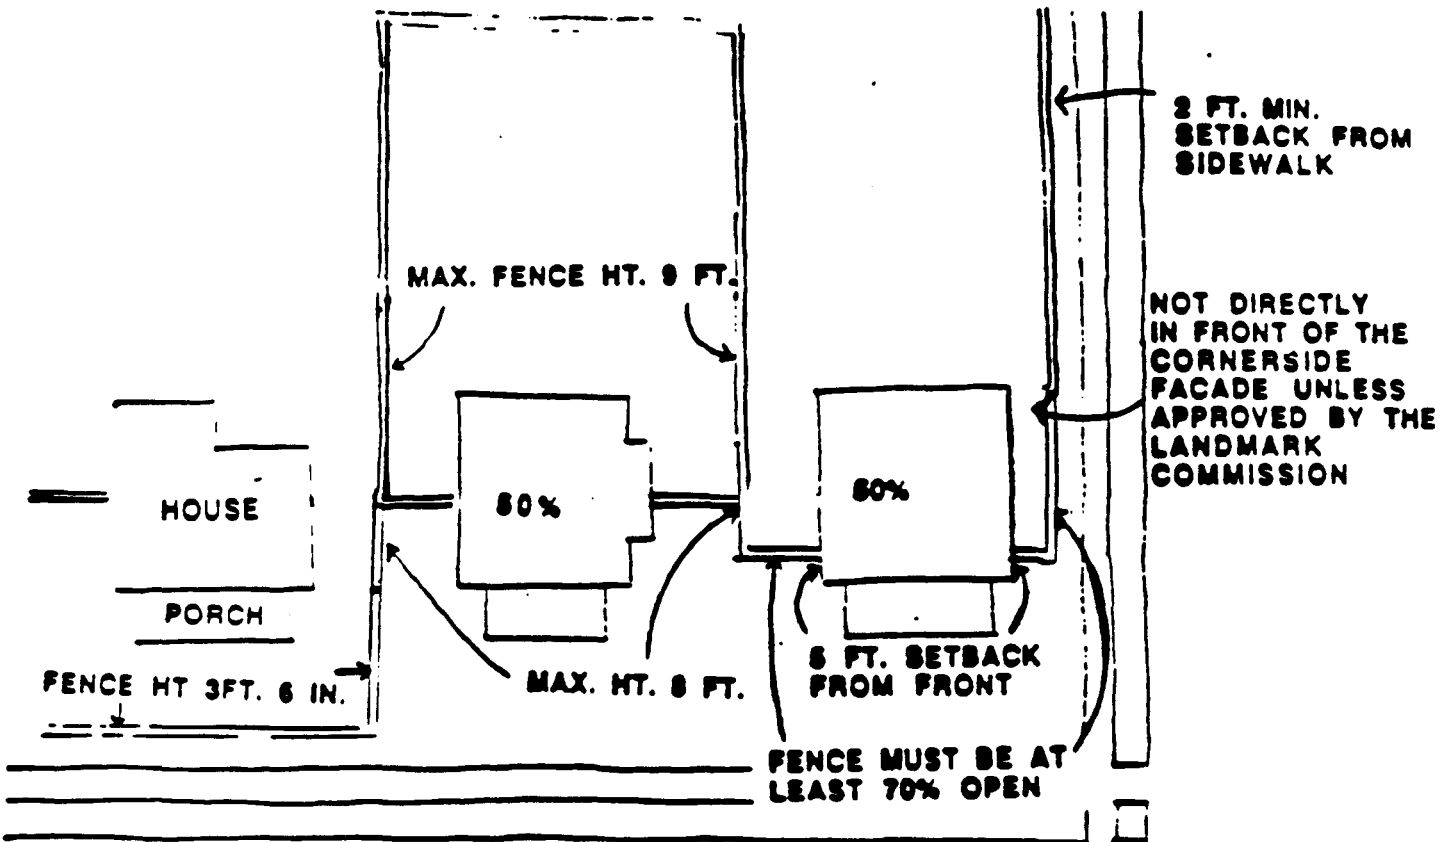 2 FT. MIN.
SETBACK FROM
SIDEWALK
MAX. FENCE HT. 9 FT.
NOT DIRECTLY
IN FRONT OF THE
CORNERSIDE
FACADE UNLESS
APPROVED BY THE
LANDMARK
COMMISSION
HOUSE
50%
50%
PORCH
FENCE HT 3FT. 6 IN.
MAX. HT. 8 FT.
5 FT. SETBACK
FROM FRONT
FENCE MUST BE AT
LEAST 70% OPEN